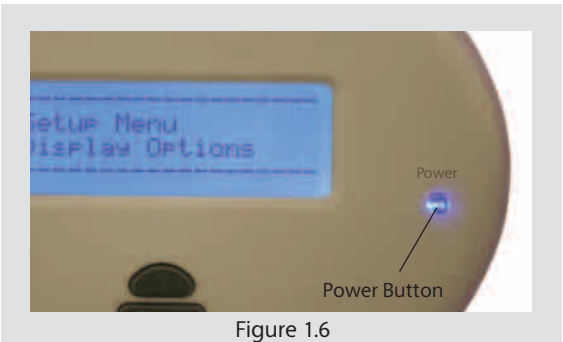 Setup Menu
Display Options
Power
Power Button
Figure 1.6